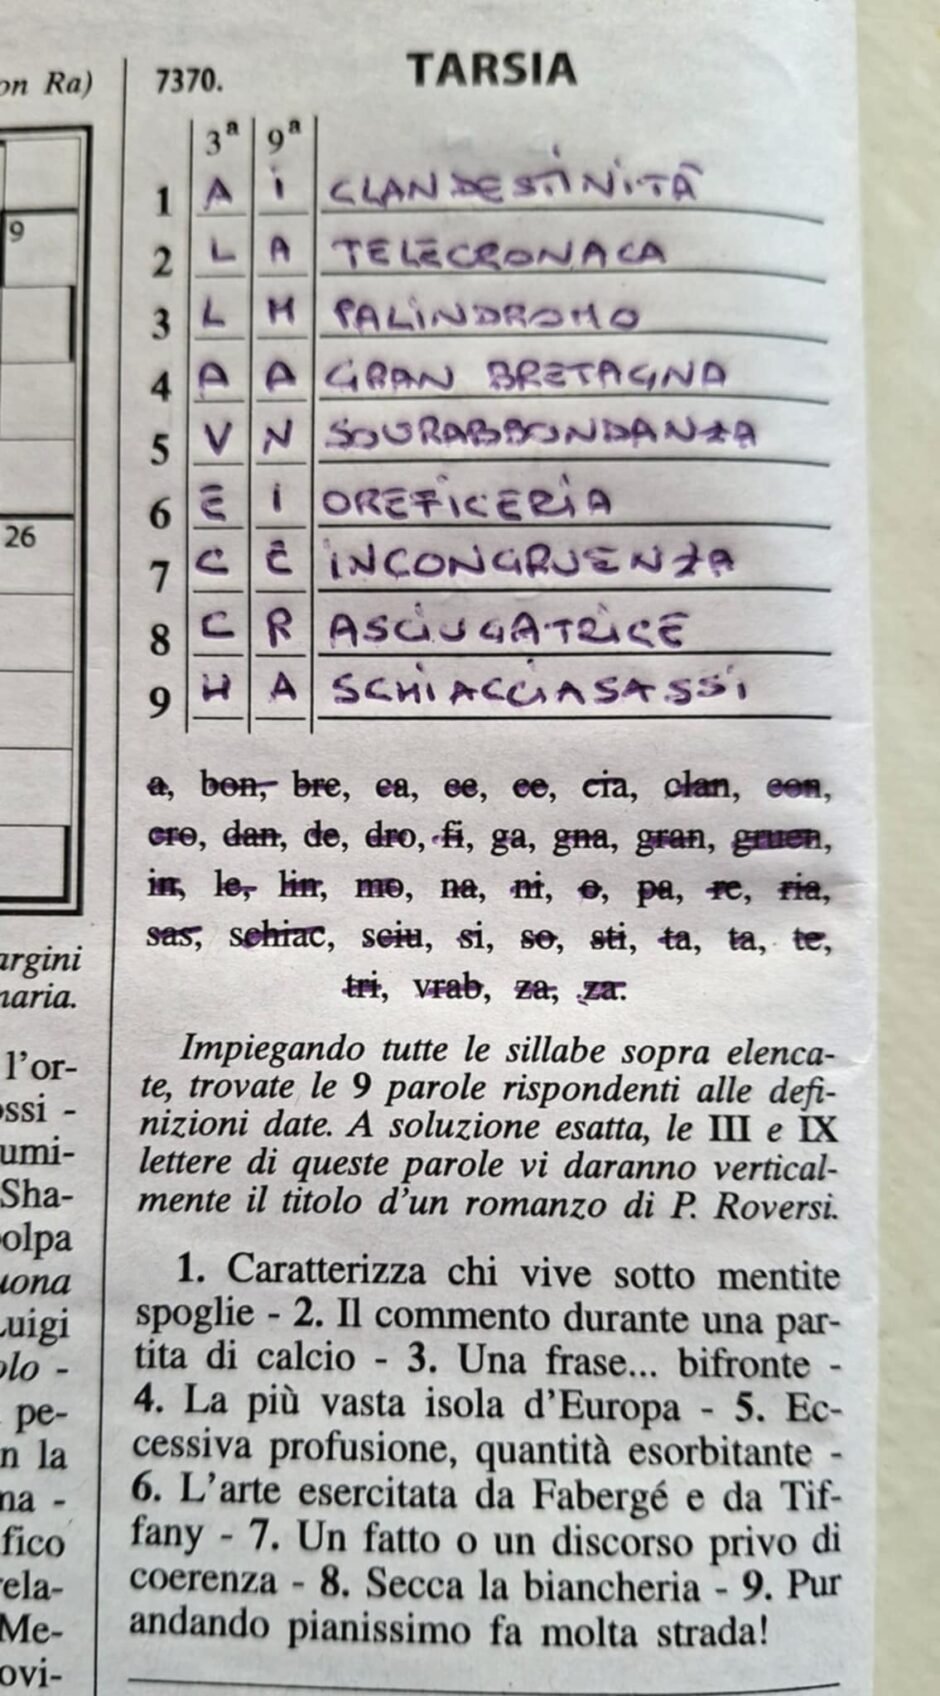 on Ra)
7370.
TARSIA
3ª 9ª
1 A I CLANDESTINITÀ
2 L A TELECRONACA
3 L M PALINDROMO
4 A A GRAN BRETAGNA
5 V N SOVRABBONDANZA
6 E I OREFICERIA
7 C E INCONGRUENZA
8 C R ASCIUGATRICE
9 H A SCHIACCIASASSI
9
26
a, bon, bre, ca, ce, ce, cia, clan, con,
cro, dan, de, dro, fi, ga, gna, gran, gruen,
in, le, lin, mo, na, ni, o, pa, re, ria,
sas, schiac, sciu, si, so, sti, ta, ta, te,
tri, vrab, za, za.
Impiegando tutte le sillabe sopra elenca-
te, trovate le 9 parole rispondenti alle defi-
nizioni date. A soluzione esatta, le III e IX
lettere di queste parole vi daranno vertical-
mente il titolo d'un romanzo di P. Roversi.
1. Caratterizza chi vive sotto mentite
spoglie - 2. Il commento durante una par-
tita di calcio - 3. Una frase... bifronte -
4. La più vasta isola d'Europa - 5. Ec-
cessiva profusione, quantità esorbitante -
6. L'arte esercitata da Fabergé e da Tif-
fany - 7. Un fatto o un discorso privo di
coerenza - 8. Secca la biancheria - 9. Pur
andando pianissimo fa molta strada!
argini
naria.
l'or-
ossi -
umi-
Sha-
olpa
uona
Luigi
olo -
pe-
n la
na -
fico
rela-
Me-
ovi-